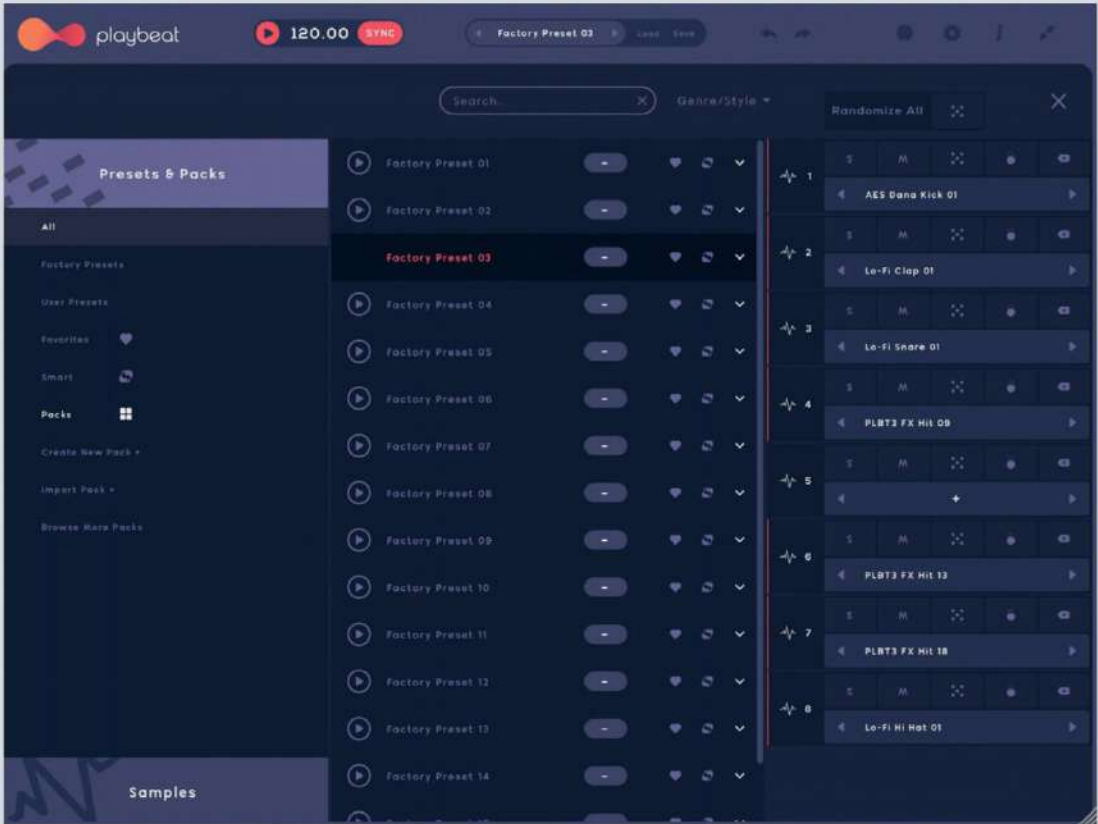 playbeat
120.00 SYNC
Factory Preset 03
Load Save
Search...
Genre/Style
Randomize All
Presets & Packs
All
Factory Presets
User Presets
Favorites
Smart
Packs
Create New Pack +
Import Pack +
Browse More Packs
Samples
Factory Preset 01
Factory Preset 02
Factory Preset 03
Factory Preset 04
Factory Preset 05
Factory Preset 06
Factory Preset 07
Factory Preset 08
Factory Preset 09
Factory Preset 10
Factory Preset 11
Factory Preset 12
Factory Preset 13
Factory Preset 14
1 S M
AES Dana Kick 01
2 S M
Lo-Fi Clap 01
3 S M
Lo-Fi Snare 01
4 S M
PLBT3 FX Hit 09
5 S M
+
6 S M
PLBT3 FX Hit 13
7 S M
PLBT3 FX Hit 18
8 S M
Lo-Fi Hi Hat 01